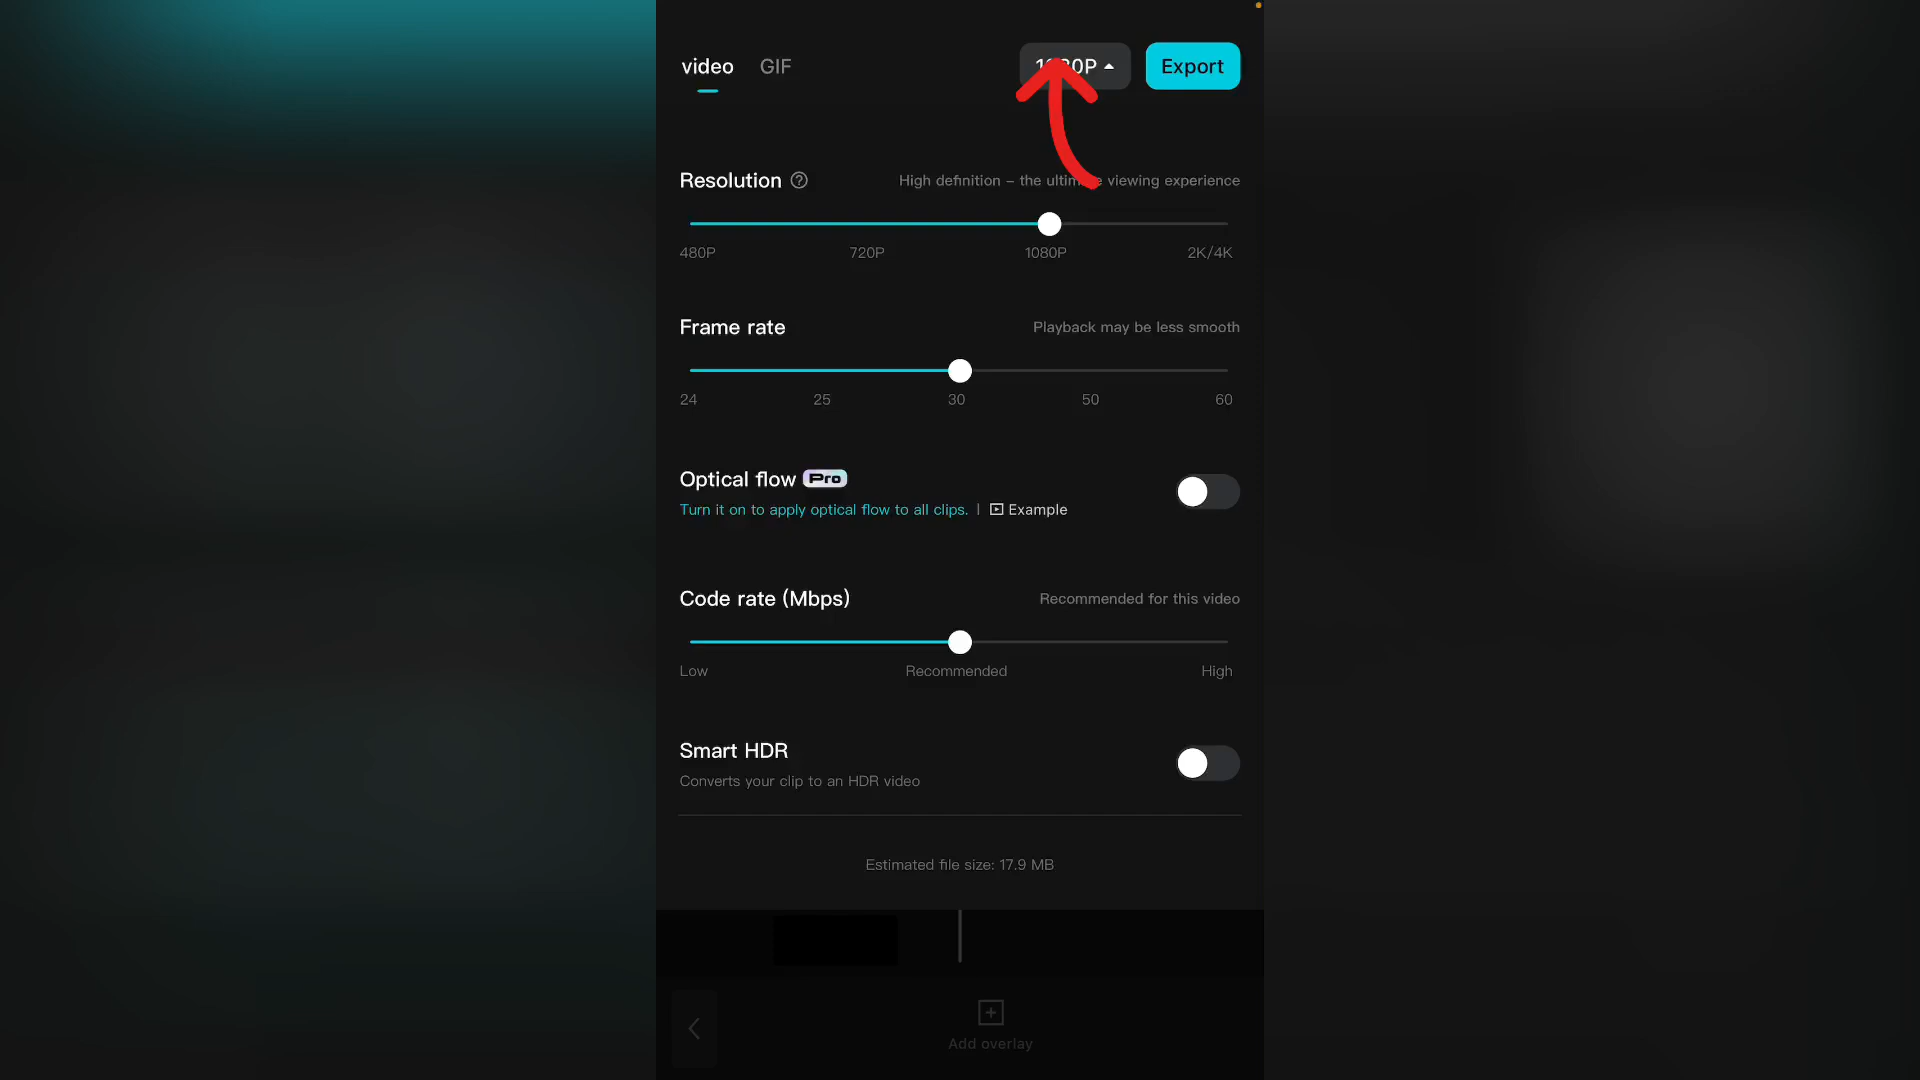 video GIF 1080P Export
Resolution High definition – the ultimate viewing experience
480P 720P 1080P 2K/4K
Frame rate Playback may be less smooth
24 25 30 50 60
Optical flow Pro
Turn it on to apply optical flow to all clips. | Example
Code rate (Mbps) Recommended for this video
Low Recommended High
Smart HDR
Converts your clip to an HDR video
Estimated file size: 17.9 MB
Add overlay